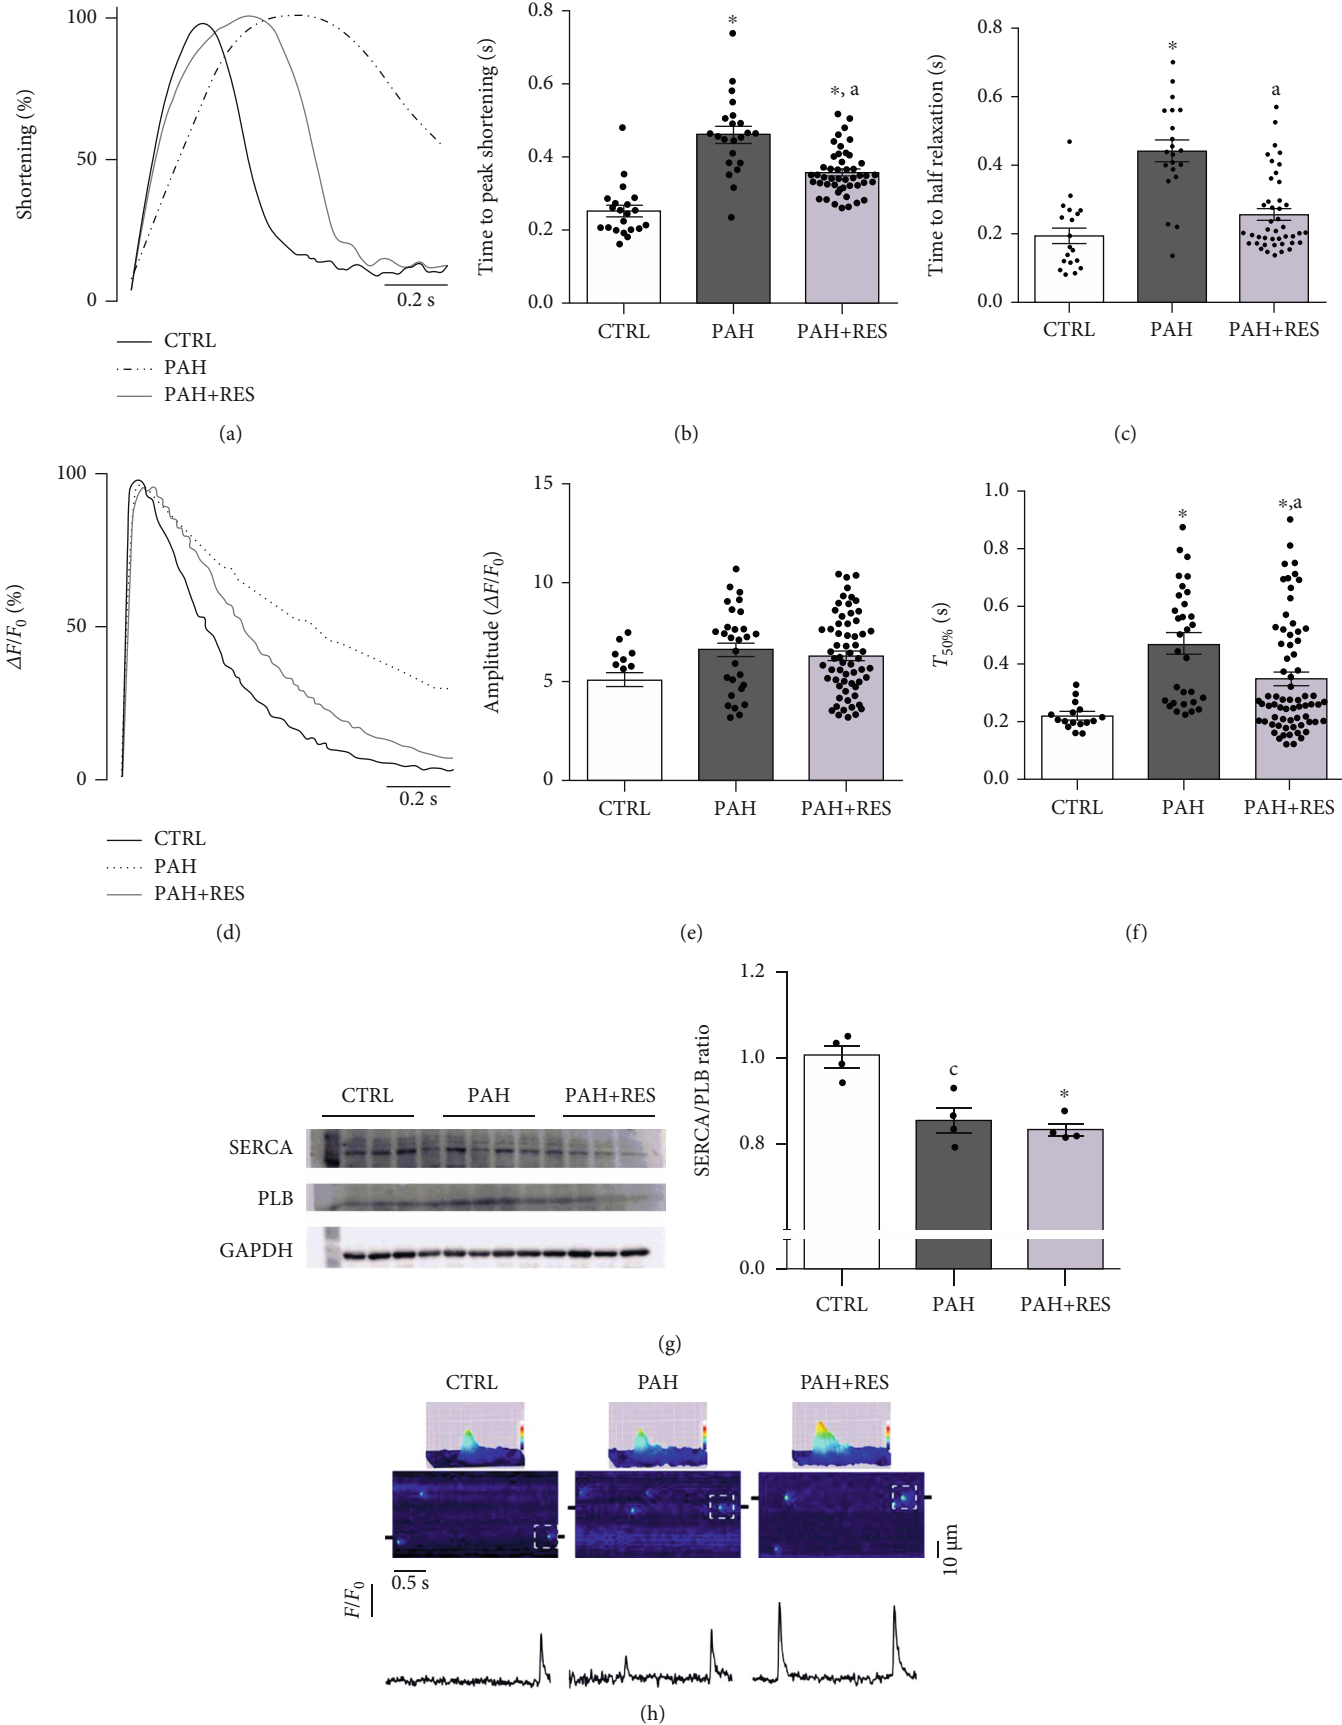 Shortening (%)
100
50
0
0.2 s
CTRL
PAH
PAH+RES
(a)
Time to peak shortening (s)
0.8
0.6
0.4
0.2
0.0
*
*, a
CTRL
PAH
PAH+RES
(b)
Time to half relaxation (s)
0.8
0.6
0.4
0.2
0.0
*
a
CTRL
PAH
PAH+RES
(c)
ΔF/F0 (%)
100
50
0
0.2 s
CTRL
PAH
PAH+RES
(d)
Amplitude (ΔF/F0)
15
10
5
0
CTRL
PAH
PAH+RES
(e)
T50% (s)
1.0
0.8
0.6
0.4
0.2
0.0
*
*,a
CTRL
PAH
PAH+RES
(f)
CTRL PAH PAH+RES
SERCA
PLB
GAPDH
SERCA/PLB ratio
1.2
1.0
0.8
0.0
c
*
CTRL
PAH
PAH+RES
(g)
CTRL PAH PAH+RES
10 μm
0.5 s
F/F0
(h)